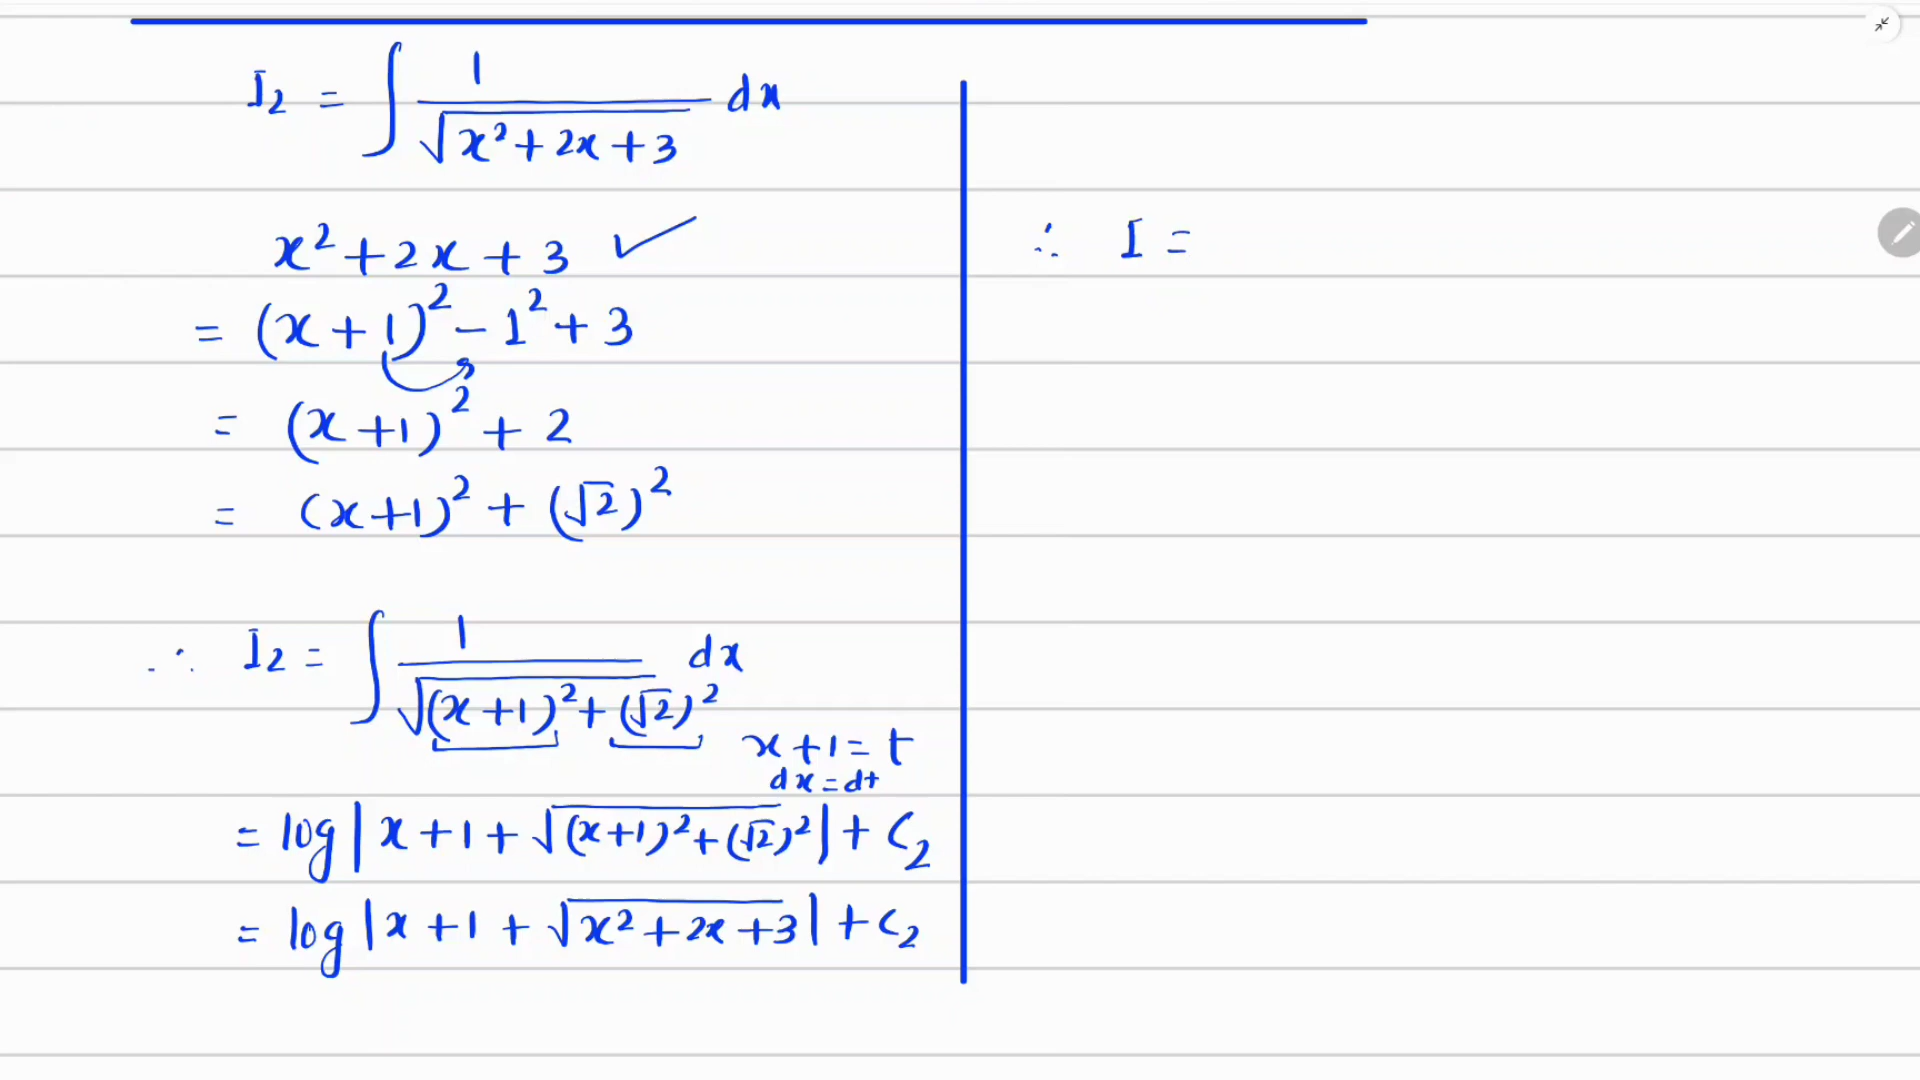 I₂ = ∫ 1/√(x²+2x+3) dx
x²+2x+3 ✓
= (x+1)² - 1² + 3
= (x+1)² + 2
= (x+1)² + (√2)²
∴ I₂ = ∫ 1/√((x+1)²+(√2)²) dx
x+1=t
dx=dt
= log|x+1+√((x+1)²+(√2)²)|+C₂
= log|x+1+√(x²+2x+3)|+C₂
∴ I =